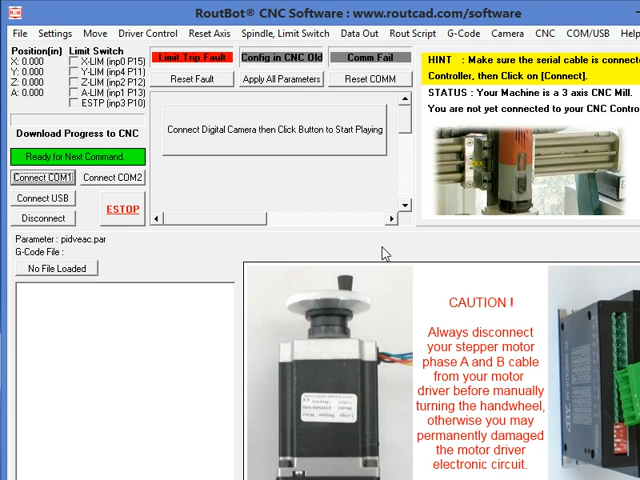 RoutBot® CNC Software : www.routcad.com/software
File Settings Move Driver Control Reset Axis Spindle, Limit Switch Data Out Rout Script G-Code Camera CNC COM/USB Help
Position(in) Limit Switch
X: 0.000 X-LIM (inp0 P15)
Y: 0.000 Y-LIM (inp4 P11)
Z: 0.000 Z-LIM (inp2 P12)
A: 0.000 A-LIM (inp1 P13)
ESTP (inp3 P10)
Download Progress to CNC
Ready for Next Command.
Connect COM1 Connect COM2
Connect USB
Disconnect
ESTOP
Limit Trip Fault Config in CNC Old Comm Fail
Reset Fault Apply All Parameters Reset COMM
Connect Digital Camera then Click Button to Start Playing
HINT : Make sure the serial cable is connecte
Controller, then Click on [Connect].
STATUS : Your Machine is a 3 axis CNC Mill.
You are not yet connected to your CNC Contro
Parameter : pidveac.par
G-Code File :
No File Loaded
CAUTION !
Always disconnect
your stepper motor
phase A and B cable
from your motor
driver before manually
turning the handwheel,
otherwise you may
permanently damaged
the motor driver
electronic circuit.